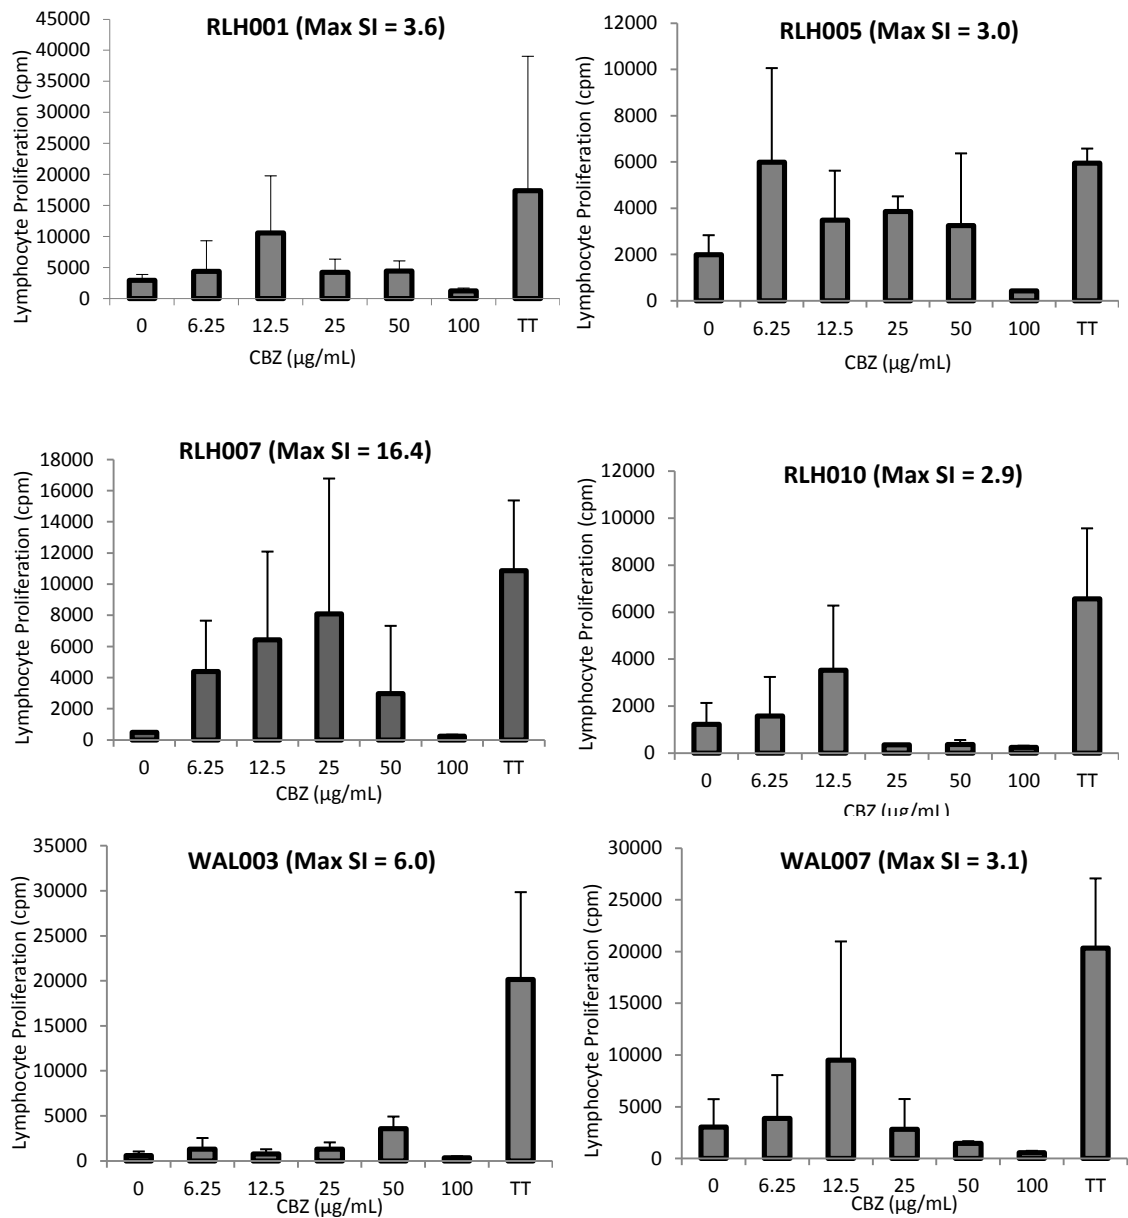 RLH001 (Max SI = 3.6)
Lymphocyte Proliferation (cpm)
45000
40000
35000
30000
25000
20000
15000
10000
5000
0
0 6.25 12.5 25 50 100 TT
CBZ (µg/mL)
RLH005 (Max SI = 3.0)
Lymphocyte Proliferation (cpm)
12000
10000
8000
6000
4000
2000
0
0 6.25 12.5 25 50 100 TT
CBZ (µg/mL)
RLH007 (Max SI = 16.4)
Lymphocyte Proliferation (cpm)
18000
16000
14000
12000
10000
8000
6000
4000
2000
0
0 6.25 12.5 25 50 100 TT
CBZ (µg/mL)
RLH010 (Max SI = 2.9)
Lymphocyte Proliferation (cpm)
12000
10000
8000
6000
4000
2000
0
0 6.25 12.5 25 50 100 TT
CBZ (µg/mL)
WAL003 (Max SI = 6.0)
Lymphocyte Proliferation (cpm)
35000
30000
25000
20000
15000
10000
5000
0
0 6.25 12.5 25 50 100 TT
CBZ (µg/mL)
WAL007 (Max SI = 3.1)
Lymphocyte Proliferation (cpm)
30000
25000
20000
15000
10000
5000
0
0 6.25 12.5 25 50 100 TT
CBZ (µg/mL)